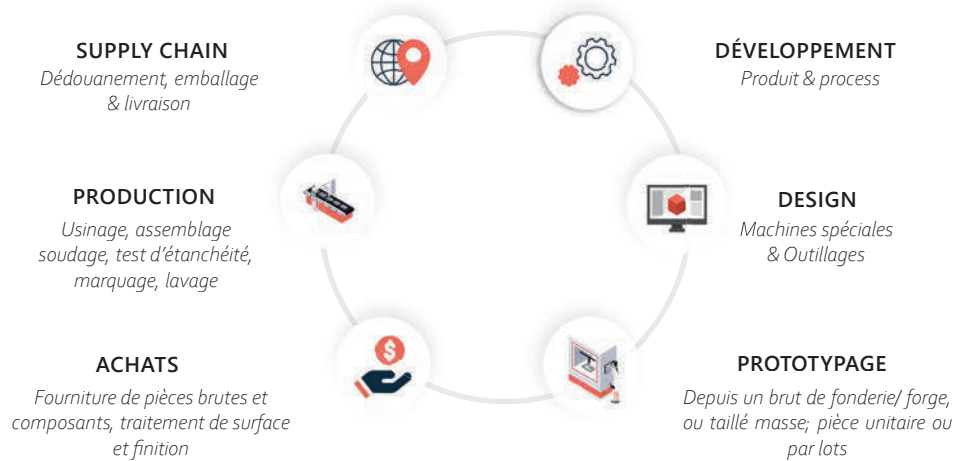 SUPPLY CHAIN
Dédouanement, emballage
& livraison
DÉVELOPPEMENT
Produit & process
PRODUCTION
Usinage, assemblage
soudage, test d'étanchéité,
marquage, lavage
DESIGN
Machines spéciales
& Outillages
ACHATS
Fourniture de pièces brutes et
composants, traitement de surface
et finition
PROTOTYPAGE
Depuis un brut de fonderie/ forge,
ou taillé masse; pièce unitaire ou
par lots
$